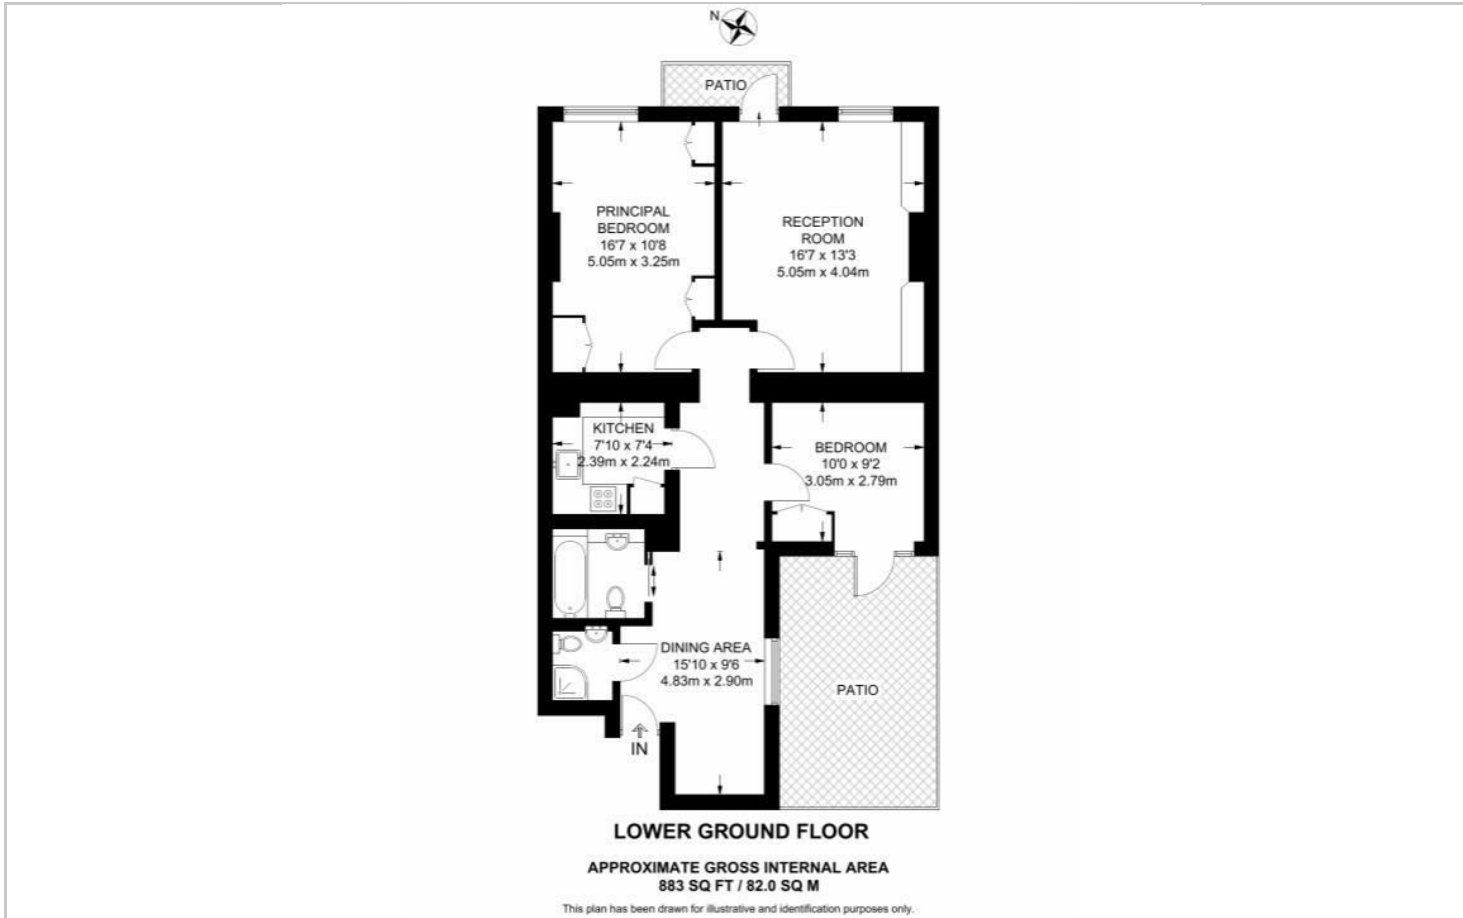 N
PATIO
PRINCIPAL
BEDROOM
16'7 x 10'8
5.05m x 3.25m
RECEPTION
ROOM
16'7 x 13'3
5.05m x 4.04m
KITCHEN
7'10 x 7'4
2.39m x 2.24m
BEDROOM
10'0 x 9'2
3.05m x 2.79m
DINING AREA
15'10 x 9'6
4.83m x 2.90m
PATIO
IN
LOWER GROUND FLOOR
APPROXIMATE GROSS INTERNAL AREA
883 SQ FT / 82.0 SQ M
This plan has been drawn for illustrative and identification purposes only.